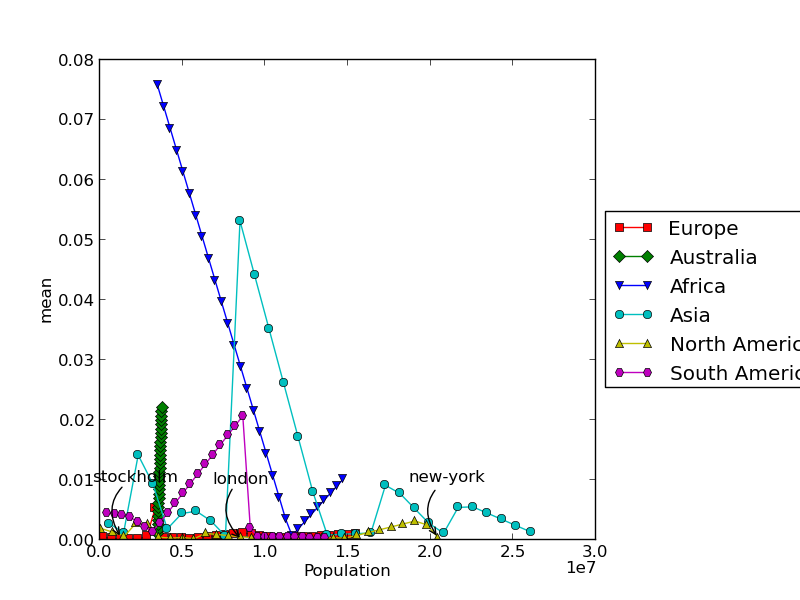 0.08
0.07
0.06
0.05
0.04
0.03
0.02
0.01
0.00
mean
stockholm
london
new-york
0.0
0.5
1.0
1.5
2.0
2.5
3.0
1e7
Population
Europe
Australia
Africa
Asia
North Americ
South Americ